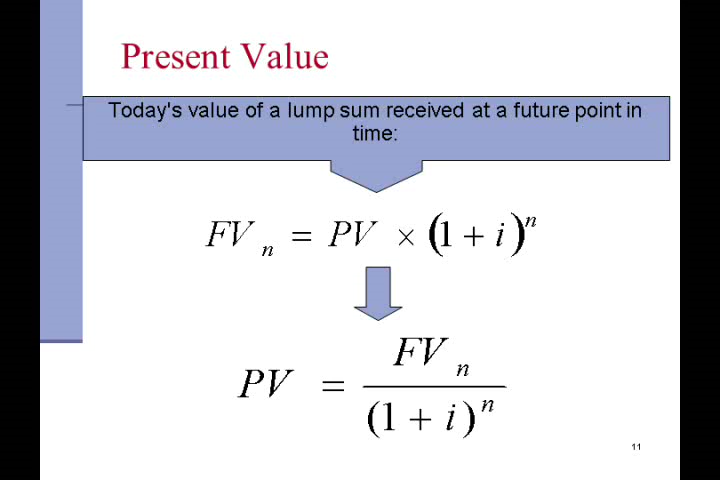 Present Value
Today's value of a lump sum received at a future point in
time:
FV n = PV × (1 + i)^n
PV = FV n / (1 + i)^n
11